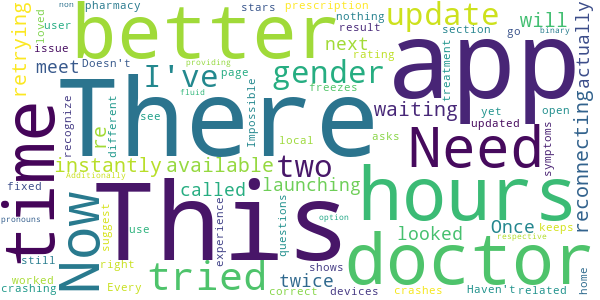 non
pharmacy
stars
prescription
nothing
issue
user
loved
Doesn't
better
update
will
result
section
go
binary
retrying
meet
see
I've
gender
next
page
app
rating
actually
recognize
different
re
There
freezes
Impossible
waiting
treatment
updated
yet
open
providing
fluid
local
asks
Need
symptoms
reconnecting
time
instantly
available
two
This
hours
fixed
Additionally
called
launching
pronouns
Now
suggest
use
experience
questions
option
Once
looked
respective
keeps
still
right
tried
twice
doctor
worked
shows
crashing
Every
correct
devices
crashes
Haven't
related
home